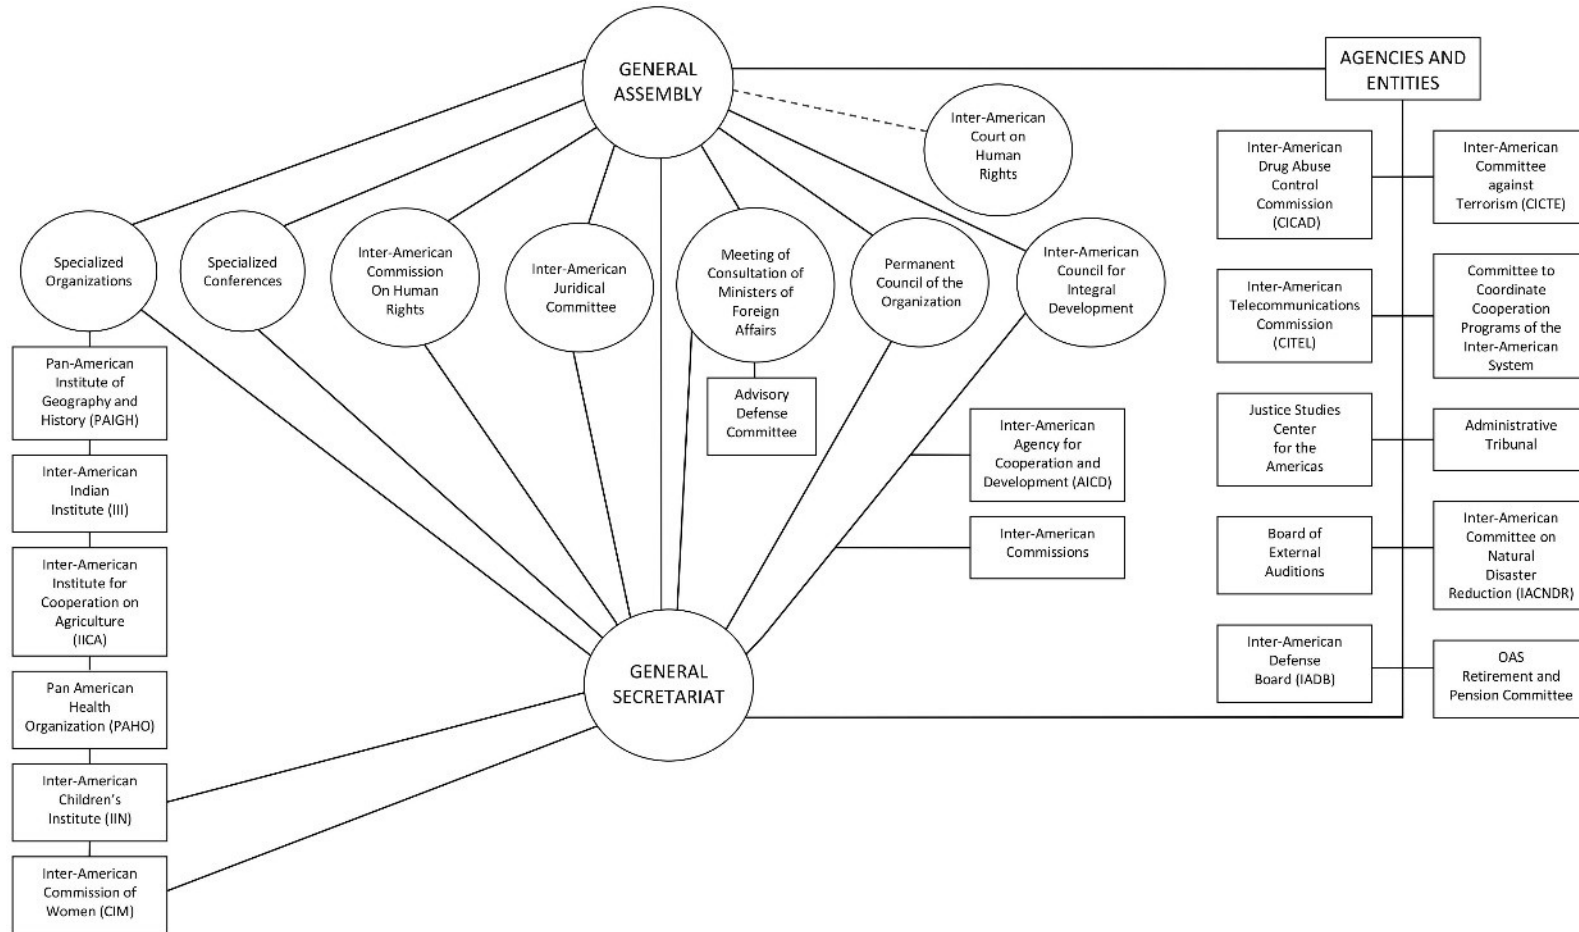 GENERAL
ASSEMBLY
AGENCIES AND
ENTITIES
Inter-American
Court on
Human
Rights
Specialized
Organizations
Specialized
Conferences
Inter-American
Commission
On Human
Rights
Inter-American
Juridical
Committee
Meeting of
Consultation of
Ministers of
Foreign
Affairs
Permanent
Council of the
Organization
Inter-American
Council for
Integral
Development
Pan-American
Institute of
Geography and
History (PAIGH)
Inter-American
Indian
Institute (III)
Inter-American
Institute for
Cooperation on
Agriculture
(IICA)
Pan American
Health
Organization (PAHO)
Inter-American
Children's
Institute (IIN)
Inter-American
Commission of
Women (CIM)
Advisory
Defense
Committee
Inter-American
Agency for
Cooperation and
Development (AICD)
Inter-American
Commissions
GENERAL
SECRETARIAT
Inter-American
Drug Abuse
Control
Commission
(CICAD)
Inter-American
Committee
against
Terrorism (CICTE)
Inter-American
Telecommunications
Commission
(CITEL)
Committee to
Coordinate
Cooperation
Programs of the
Inter-American
System
Justice Studies
Center
for the
Americas
Administrative
Tribunal
Board of
External
Auditions
Inter-American
Committee on
Natural
Disaster
Reduction (IACNDR)
Inter-American
Defense
Board (IADB)
OAS
Retirement and
Pension Committee